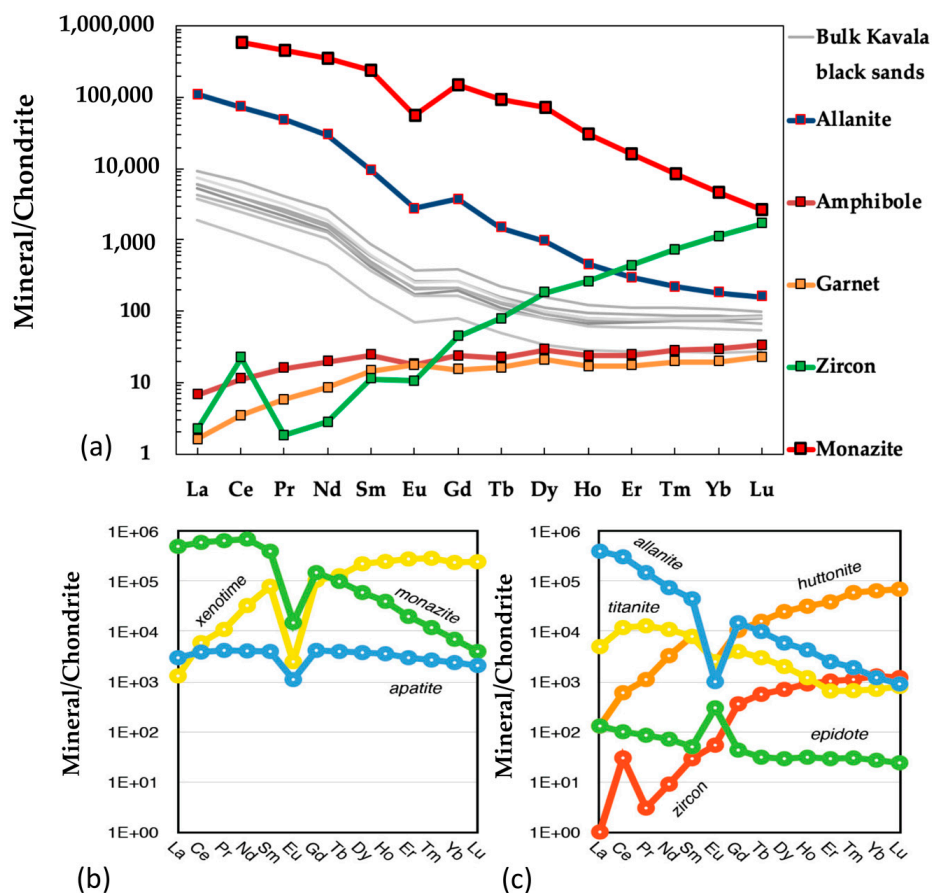 1,000,000
100,000
10,000
1,000
100
10
1
Mineral/Chondrite
(a)
La Ce Pr Nd Sm Eu Gd Tb Dy Ho Er Tm Yb Lu
Bulk Kavala
black sands
Allanite
Amphibole
Garnet
Zircon
Monazite
1E+06
1E+05
1E+04
1E+03
1E+02
1E+01
1E+00
Mineral/Chondrite
xenotime
monazite
apatite
La Ce Pr Nd Sm Eu Gd Tb Dy Ho Er Tm Yb Lu
(b)
1E+06
1E+05
1E+04
1E+03
1E+02
1E+01
1E+00
Mineral/Chondrite
allanite
huttonite
titanite
epidote
zircon
La Ce Pr Nd Sm Eu Gd Tb Dy Ho Er Tm Yb Lu
(c)